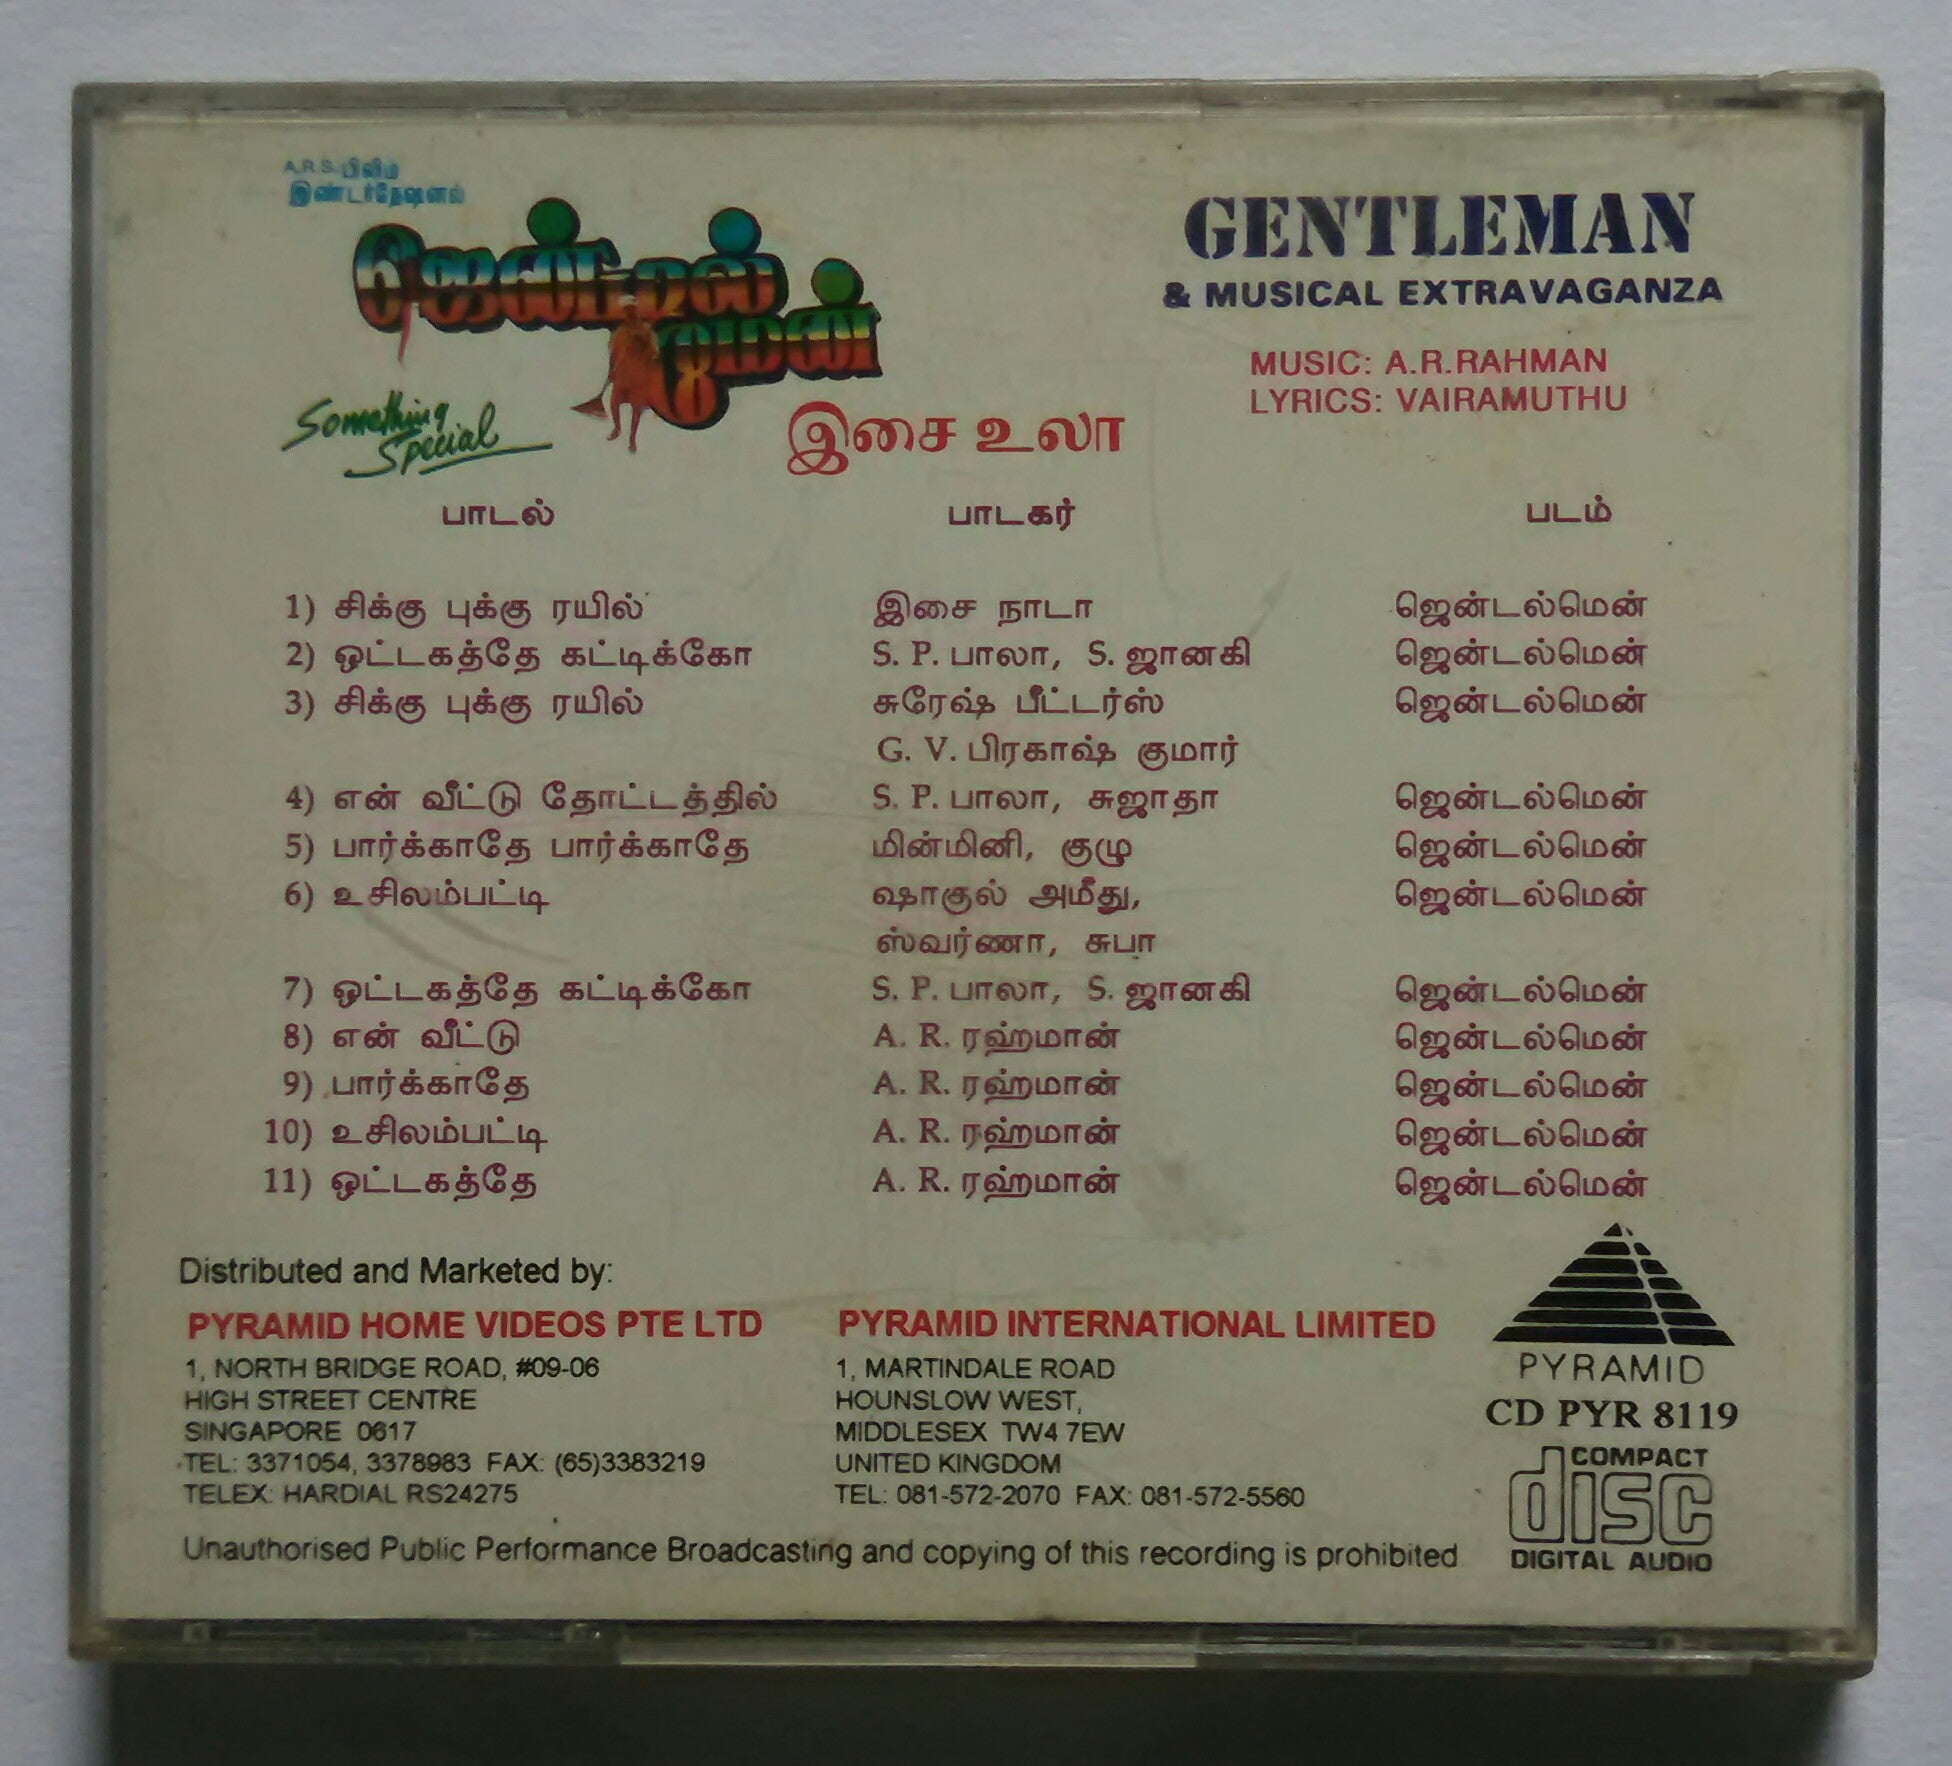 A.R.S. பிலிம்
இண்டர்நேஷனல்
ஜென்டில்மேன்
Something Special
இசை உலா
GENTLEMAN
& MUSICAL EXTRAVAGANZA
MUSIC: A.R.RAHMAN
LYRICS: VAIRAMUTHU
பாடல் பாடகர் படம்
1) சிக்கு புக்கு ரயில் இசை நாடா ஜென்டல்மென்
2) ஒட்டகத்தே கட்டிக்கோ S. P. பாலா, S. ஜானகி ஜென்டல்மென்
3) சிக்கு புக்கு ரயில் சுரேஷ் பீட்டர்ஸ் ஜென்டல்மென்
G. V. பிரகாஷ் குமார்
4) என் வீட்டு தோட்டத்தில் S. P. பாலா, சுஜாதா ஜென்டல்மென்
5) பார்க்காதே பார்க்காதே மின்மினி, குழு ஜென்டல்மென்
6) உசிலம்பட்டி ஷாகுல் அமீது, ஜென்டல்மென்
ஸ்வர்ணா, சுபா
7) ஒட்டகத்தே கட்டிக்கோ S. P. பாலா, S. ஜானகி ஜென்டல்மென்
8) என் வீட்டு A. R. ரஹ்மான் ஜென்டல்மென்
9) பார்க்காதே A. R. ரஹ்மான் ஜென்டல்மென்
10) உசிலம்பட்டி A. R. ரஹ்மான் ஜென்டல்மென்
11) ஒட்டகத்தே A. R. ரஹ்மான் ஜென்டல்மென்
Distributed and Marketed by:
PYRAMID HOME VIDEOS PTE LTD
1, NORTH BRIDGE ROAD, #09-06
HIGH STREET CENTRE
SINGAPORE 0617
TEL: 3371054, 3378983 FAX: (65)3383219
TELEX: HARDIAL RS24275
PYRAMID INTERNATIONAL LIMITED
1, MARTINDALE ROAD
HOUNSLOW WEST,
MIDDLESEX TW4 7EW
UNITED KINGDOM
TEL: 081-572-2070 FAX: 081-572-5560
PYRAMID
CD PYR 8119
COMPACT
disc
DIGITAL AUDIO
Unauthorised Public Performance Broadcasting and copying of this recording is prohibited